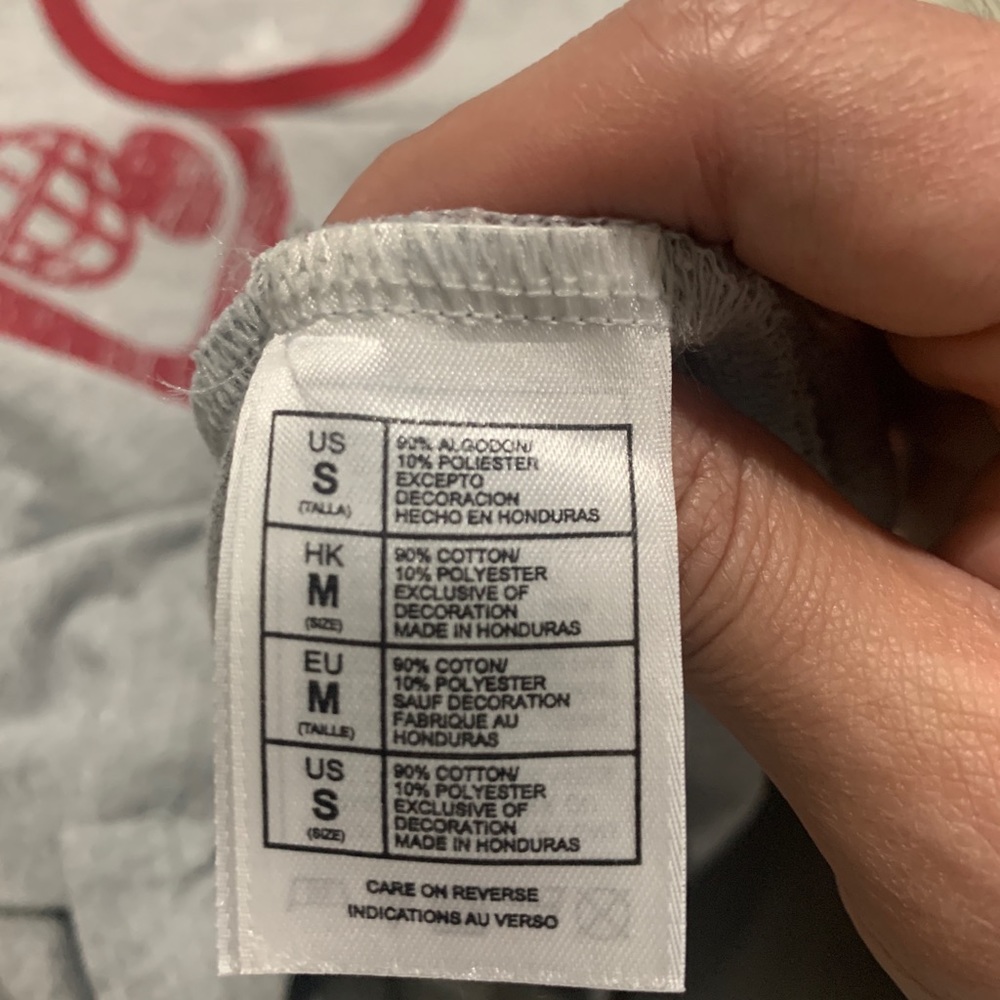 US
S
(TALLA)
90% ALGODON/
10% POLIESTER
EXCEPTO
DECORACION
HECHO EN HONDURAS
HK
M
(SIZE)
90% COTTON/
10% POLYESTER
EXCLUSIVE OF
DECORATION
MADE IN HONDURAS
EU
M
(TAILLE)
90% COTON/
10% POLYESTER
SAUF DECORATION
FABRIQUE AU
HONDURAS
US
S
(SIZE)
90% COTTON/
10% POLYESTER
EXCLUSIVE OF
DECORATION
MADE IN HONDURAS
CARE ON REVERSE
INDICATIONS AU VERSO